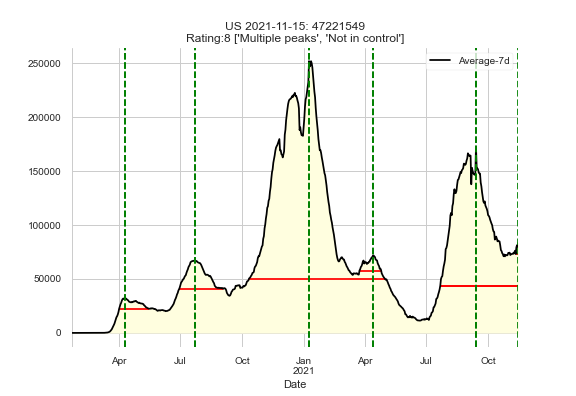 US 2021-11-15: 47221549
Rating:8 ['Multiple peaks', 'Not in control']
Average-7d
250000
200000
150000
100000
50000
0
Apr Jul Oct Jan Apr Jul Oct
2021
Date